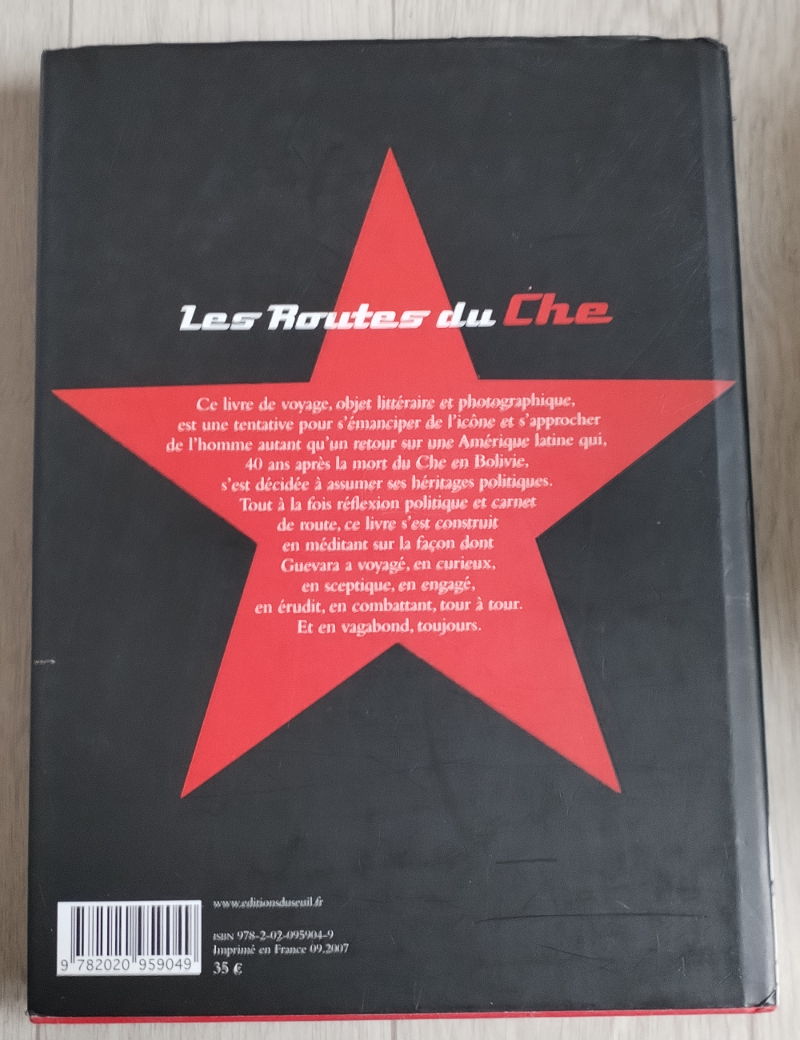 Les Routes du Che
Ce livre de voyage, objet littéraire et photographique,
est une tentative pour s'émanciper de l'icône et s'approcher
de l'homme autant qu'un retour sur une Amérique latine qui,
40 ans après la mort du Che en Bolivie,
s'est décidée à assumer ses héritages politiques.
Tout à la fois réflexion politique et carnet
de route, ce livre s'est construit
en méditant sur la façon dont
Guevara a voyagé, en curieux,
en sceptique, en engagé,
en érudit, en combattant, tour à tour.
Et en vagabond, toujours.
www.editionsduseuil.fr
ISBN 978-2-02-095904-9
Imprimé en France 09.2007
35 €
9 782020 959049